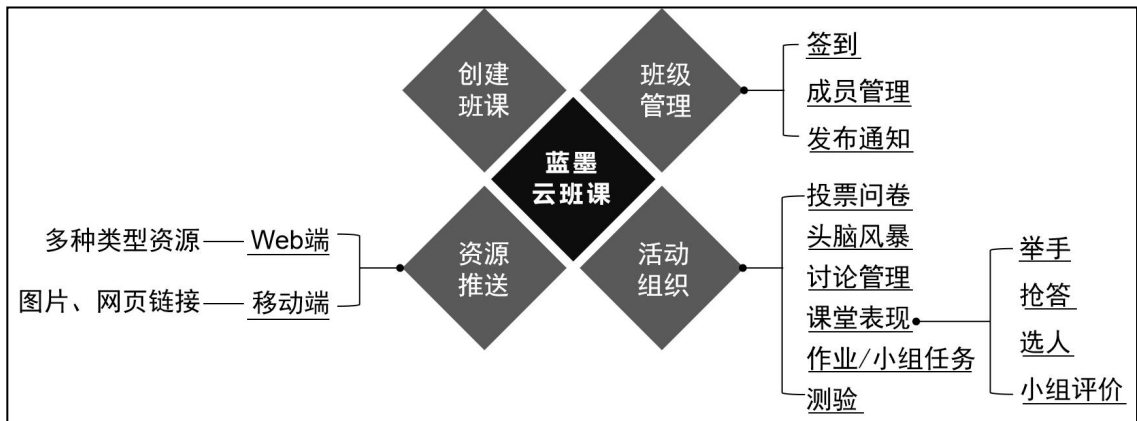 创建
班课
班级
管理
签到
成员管理
发布通知
蓝墨
云班课
多种类型资源
Web端
图片、网页链接
移动端
资源
推送
活动
组织
投票问卷
头脑风暴
讨论管理
课堂表现
作业/小组任务
测验
举手
抢答
选人
小组评价